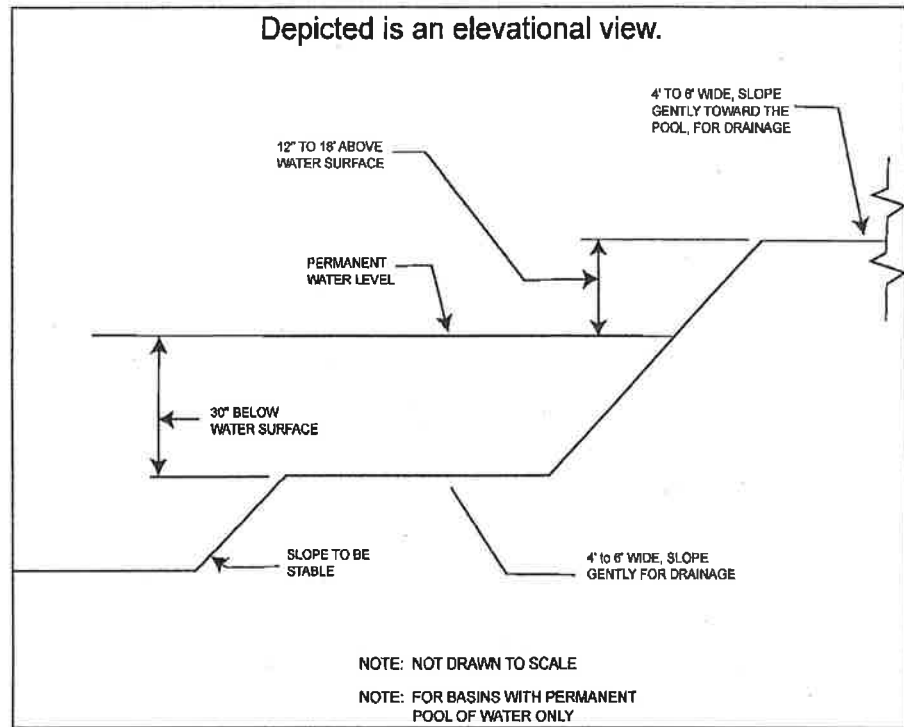 Depicted is an elevational view.
4' TO 6' WIDE, SLOPE
GENTLY TOWARD THE
POOL, FOR DRAINAGE
12" TO 18' ABOVE
WATER SURFACE
PERMANENT
WATER LEVEL
30" BELOW
WATER SURFACE
SLOPE TO BE
STABLE
4' to 6' WIDE, SLOPE
GENTLY FOR DRAINAGE
NOTE: NOT DRAWN TO SCALE
NOTE: FOR BASINS WITH PERMANENT
POOL OF WATER ONLY